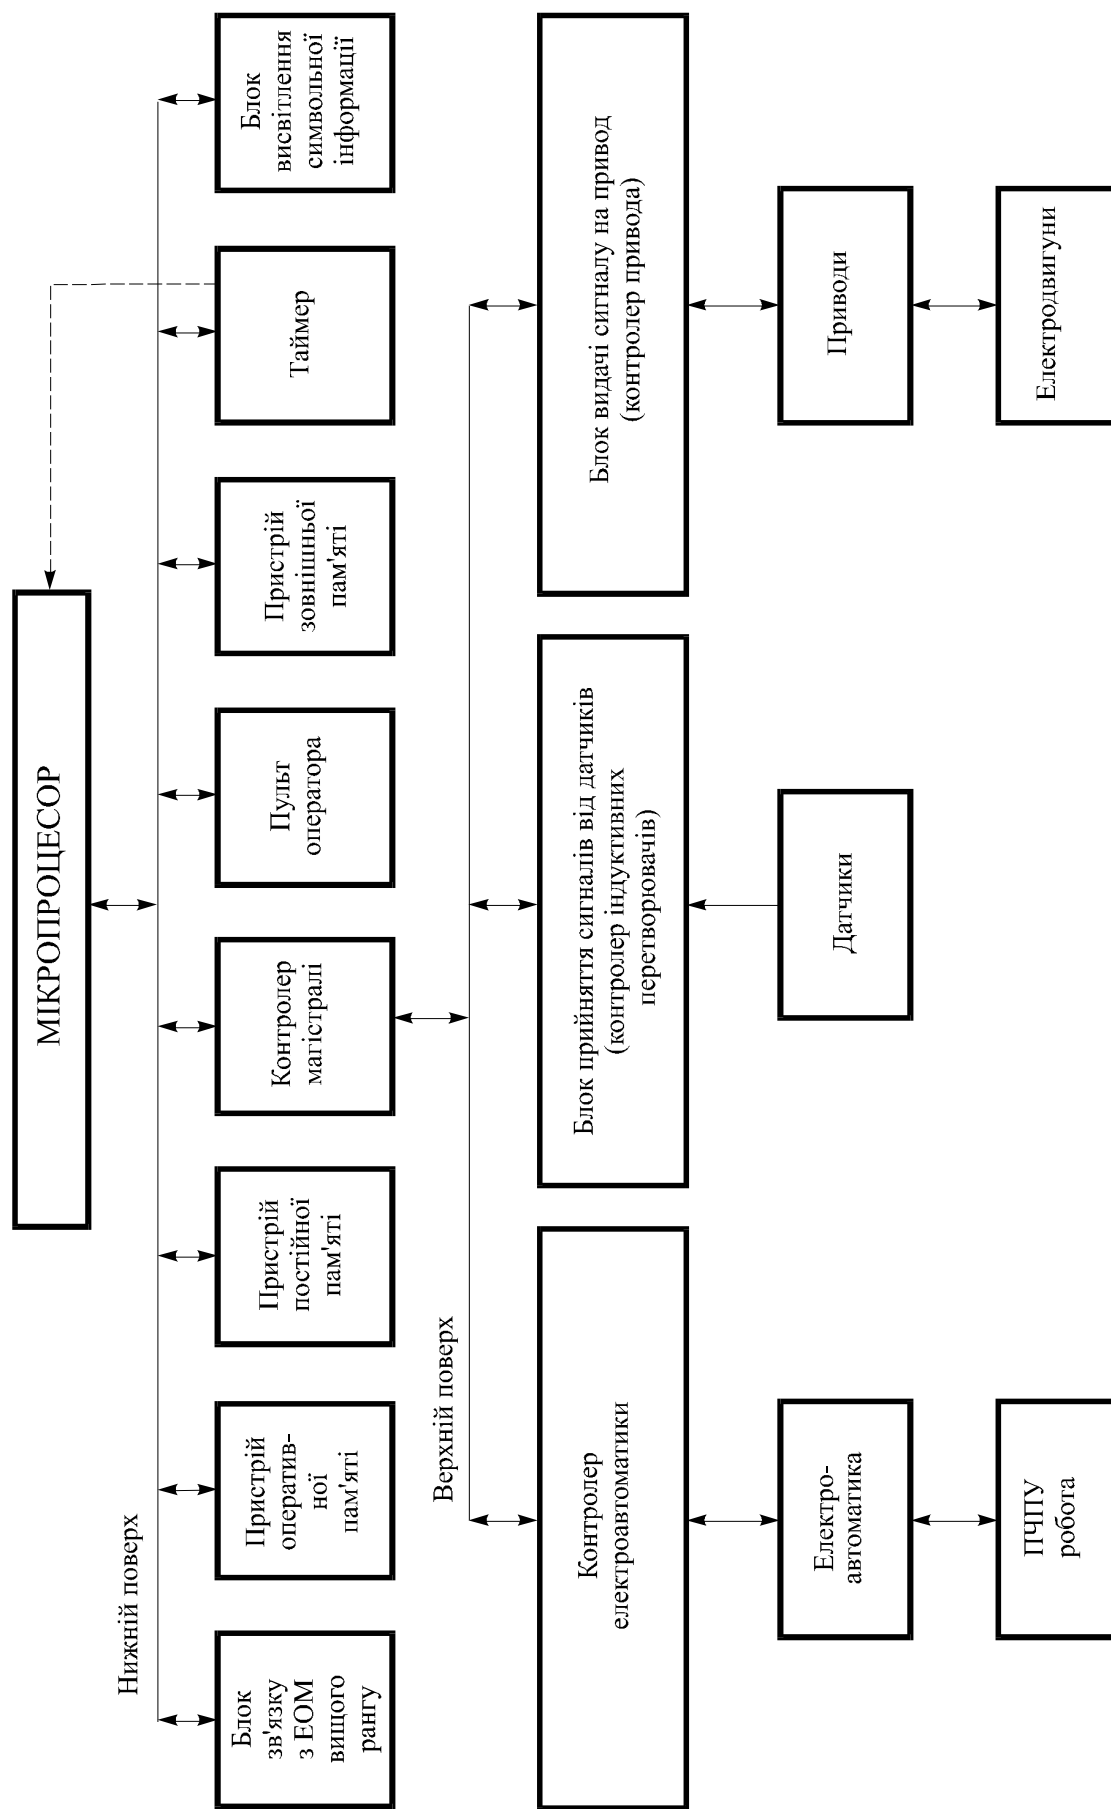 МІКРОПРОЦЕСОР
Нижній поверх
Блок
зв'язку
з ЕОМ
вищого
рангу
Пристрій
оператив-
ної
пам'яті
Пристрій
постійної
пам'яті
Контролер
магістралі
Пульт
оператора
Пристрій
зовнішньої
пам'яті
Таймер
Блок
висвітлення
символьної
інформації
Верхній поверх
Контролер
електроавтоматики
Блок прийняття сигналів від датчиків
(контролер індуктивних
перетворювачів)
Блок видачі сигналу на привод
(контролер привода)
Електро-
автоматика
Датчики
Приводи
ПЧПУ
робота
Електродвигуни